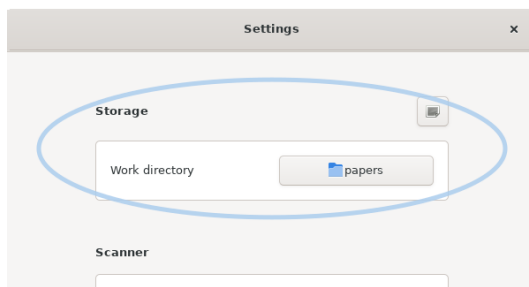 Settings
×
Storage
Work directory papers
Scanner